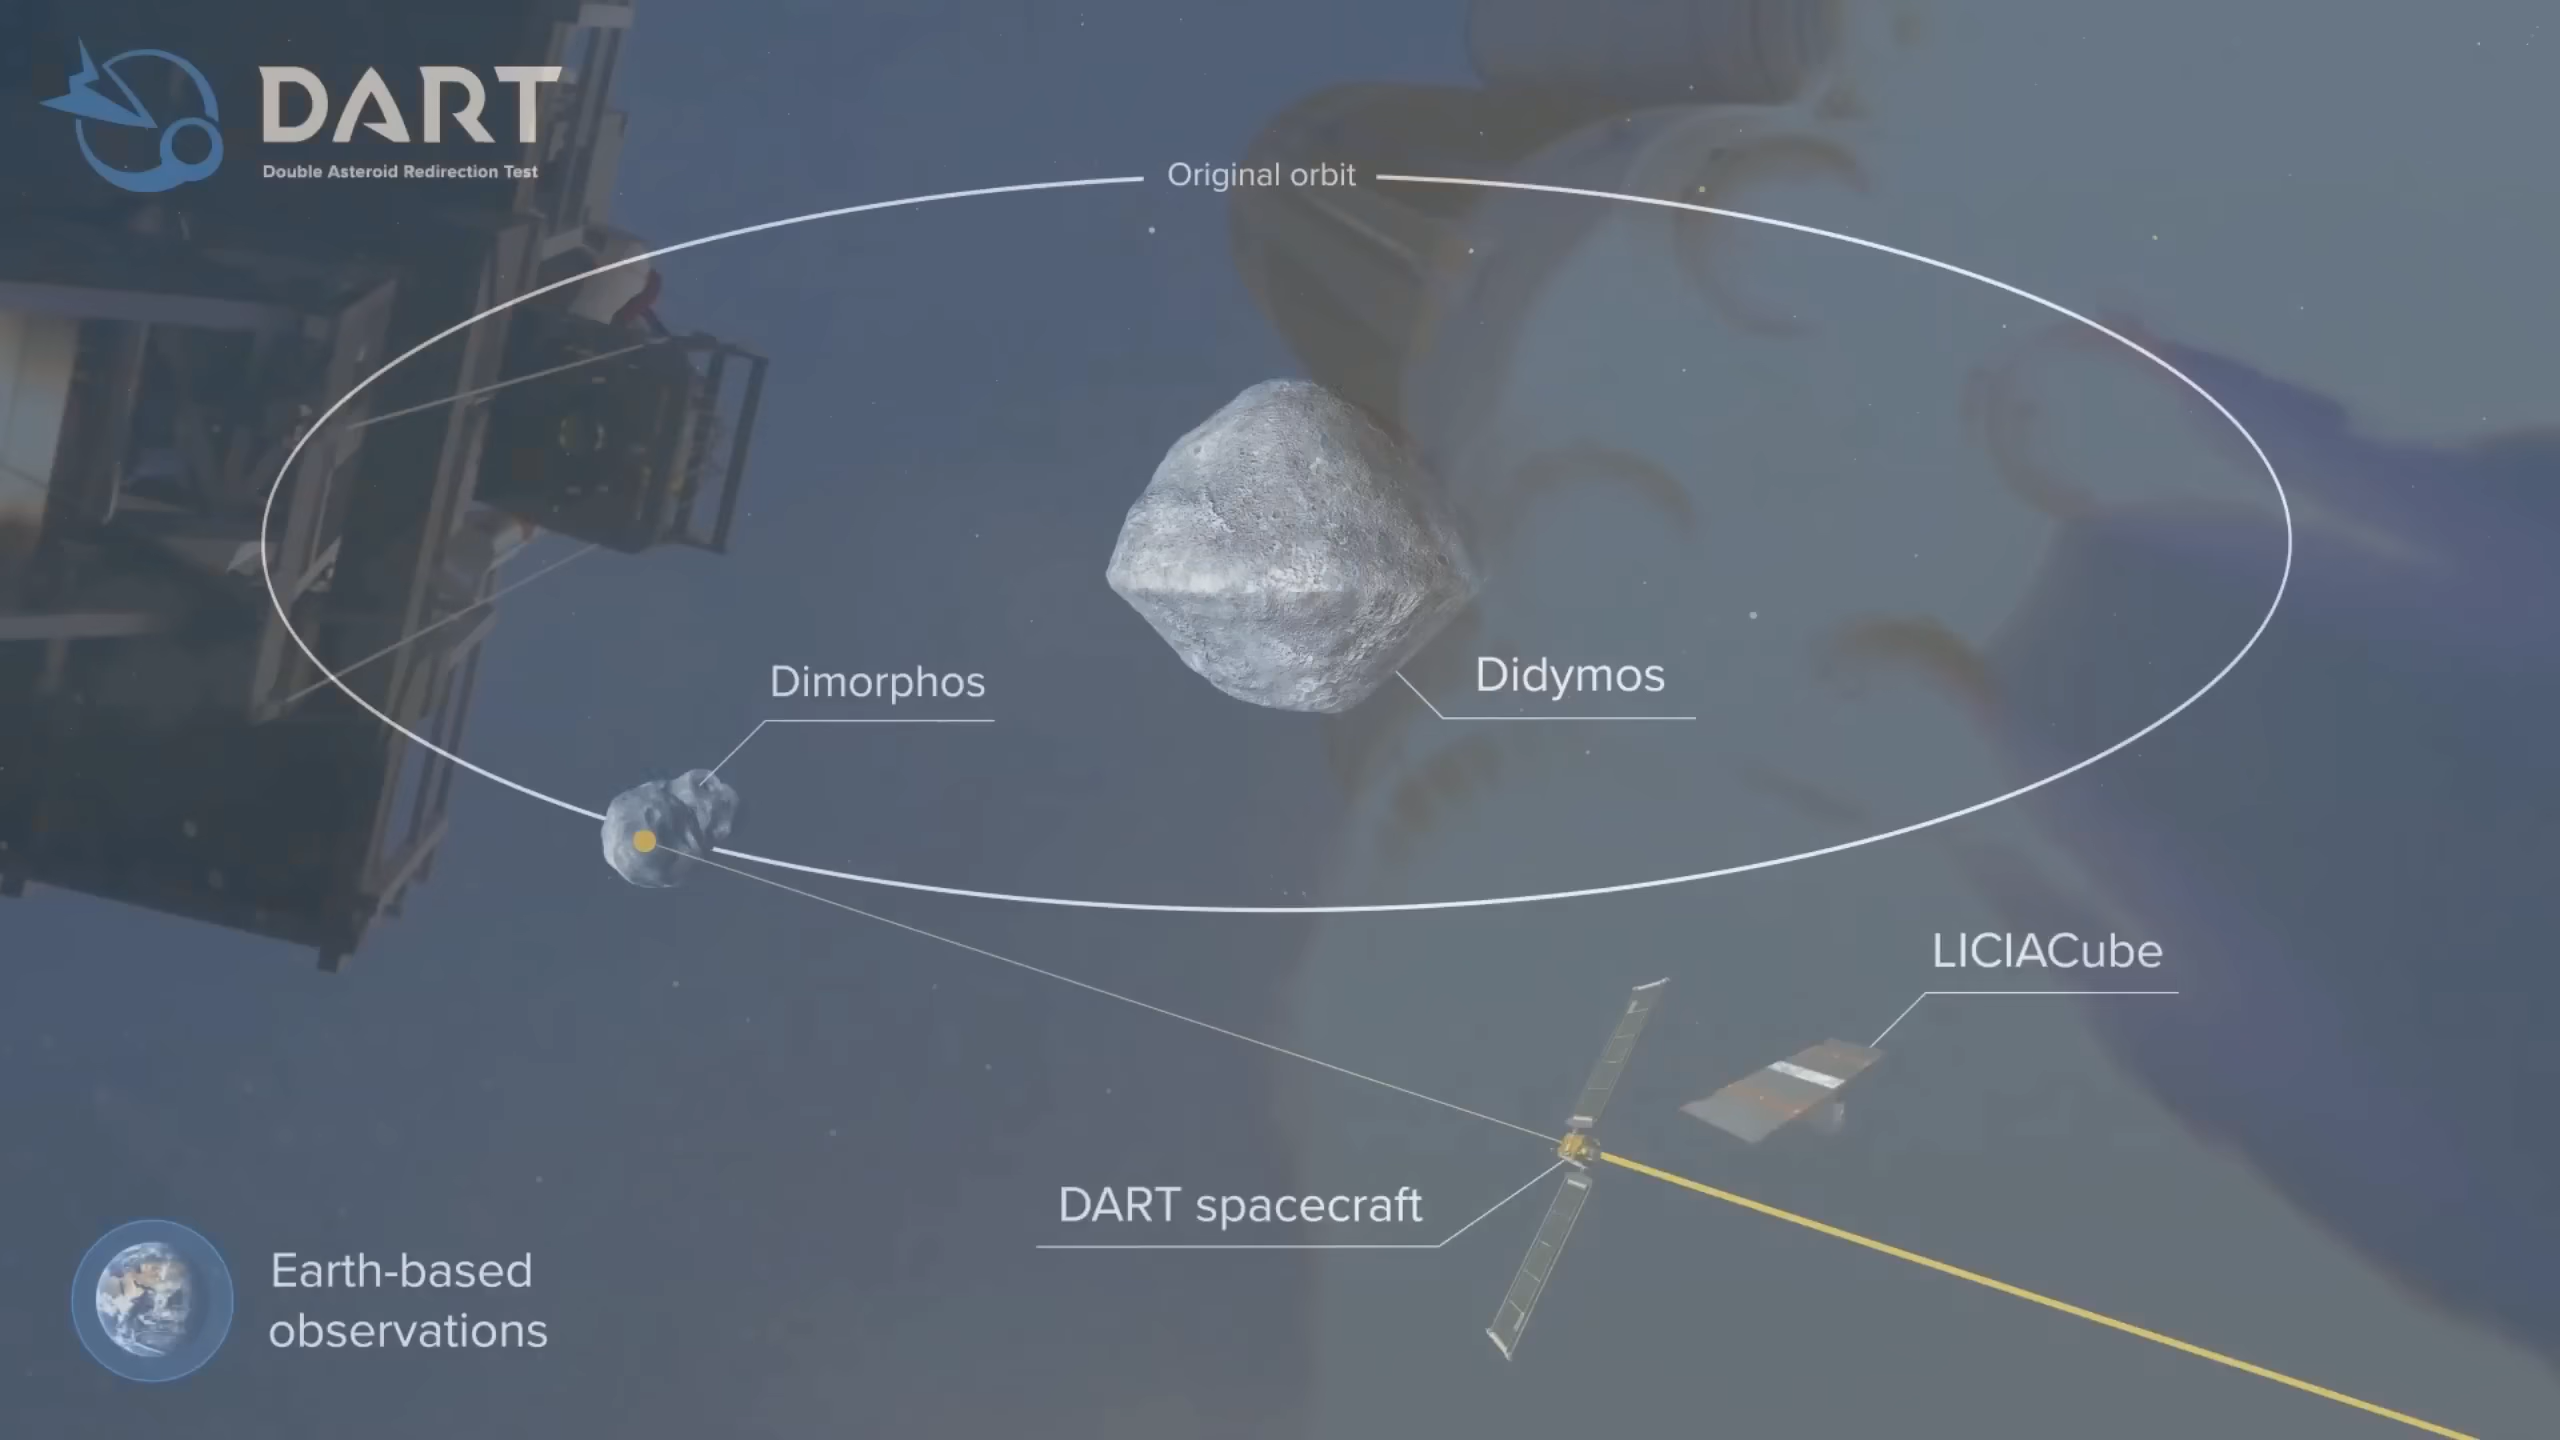 DART
Double Asteroid Redirection Test
Original orbit
Dimorphos
Didymos
LICIACube
DART spacecraft
Earth-based
observations